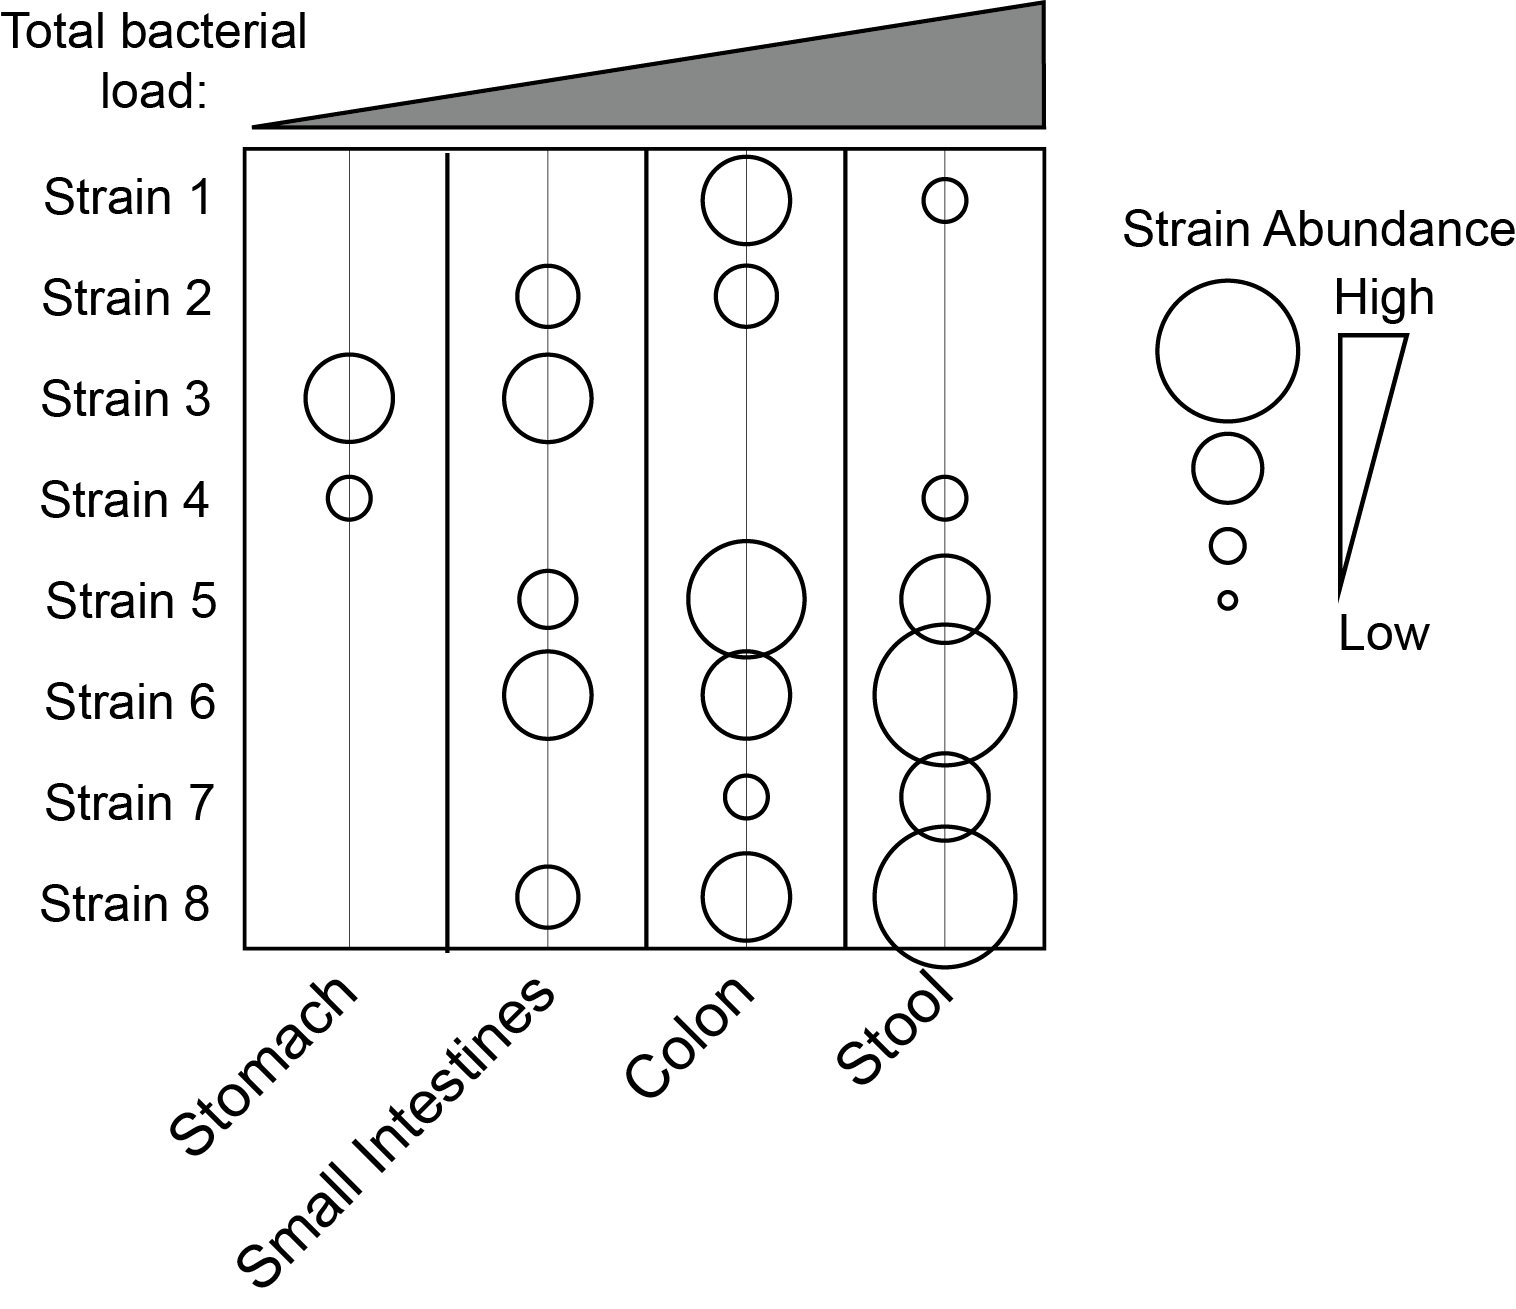 Total bacterial
load:
Strain 1
Strain 2
Strain 3
Strain 4
Strain 5
Strain 6
Strain 7
Strain 8
Strain Abundance
High
Low
Stomach
Small Intestines
Colon
Stool